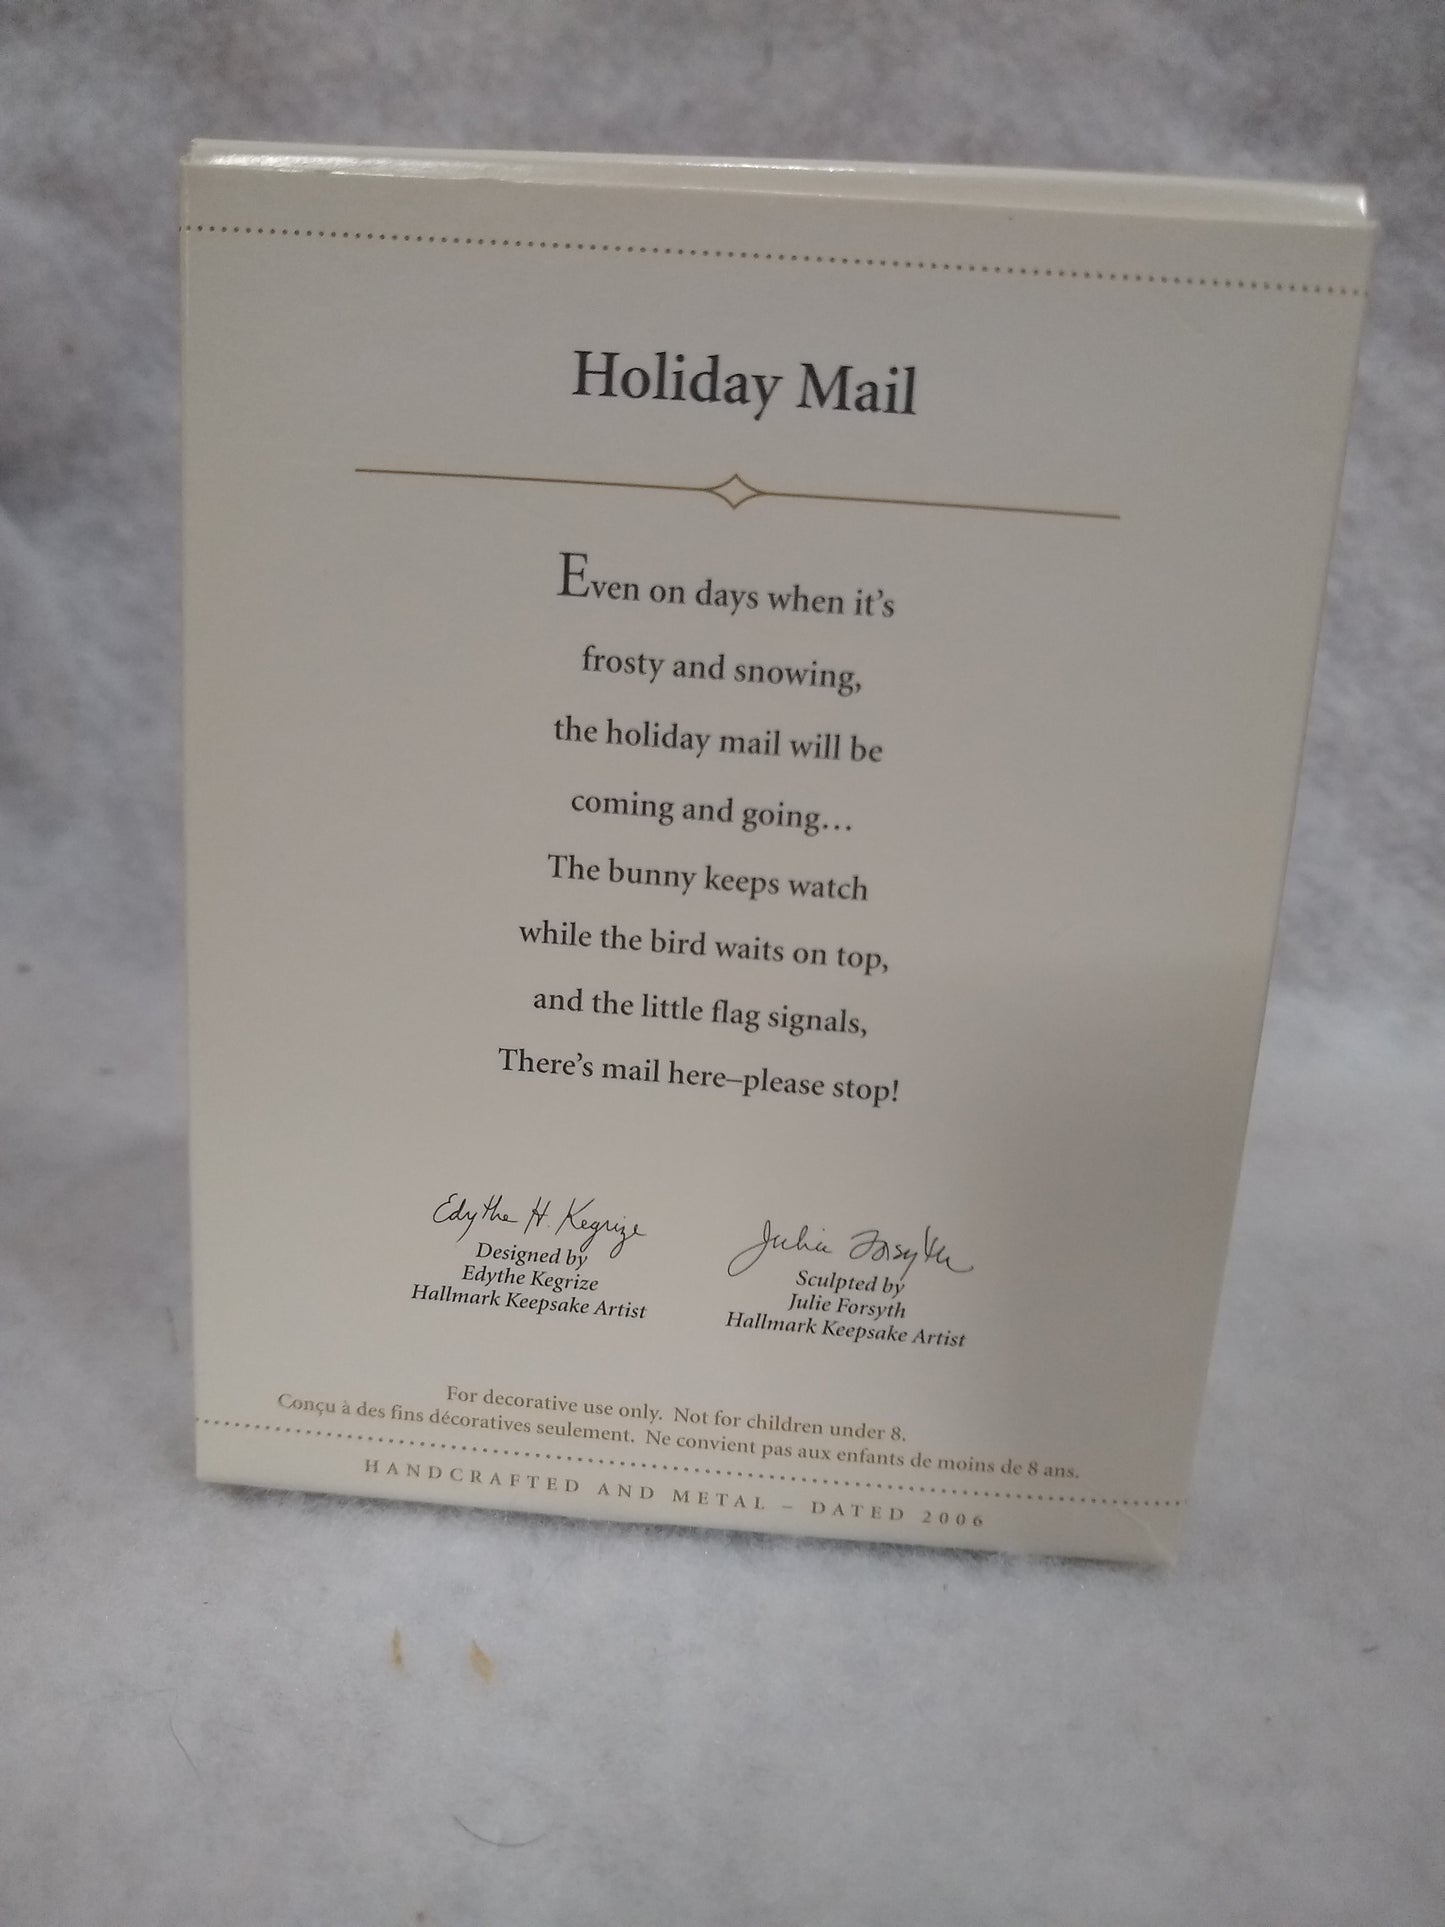 Holiday Mail
Even on days when it's
frosty and snowing,
the holiday mail will be
coming and going…
The bunny keeps watch
while the bird waits on top,
and the little flag signals,
There's mail here–please stop!
Edythe H. Kegrize
Designed by
Edythe Kegrize
Hallmark Keepsake Artist
Julie Forsyth
Sculpted by
Julie Forsyth
Hallmark Keepsake Artist
For decorative use only. Not for children under 8.
Conçu à des fins décoratives seulement. Ne convient pas aux enfants de moins de 8 ans.
HANDCRAFTED AND METAL – DATED 2006